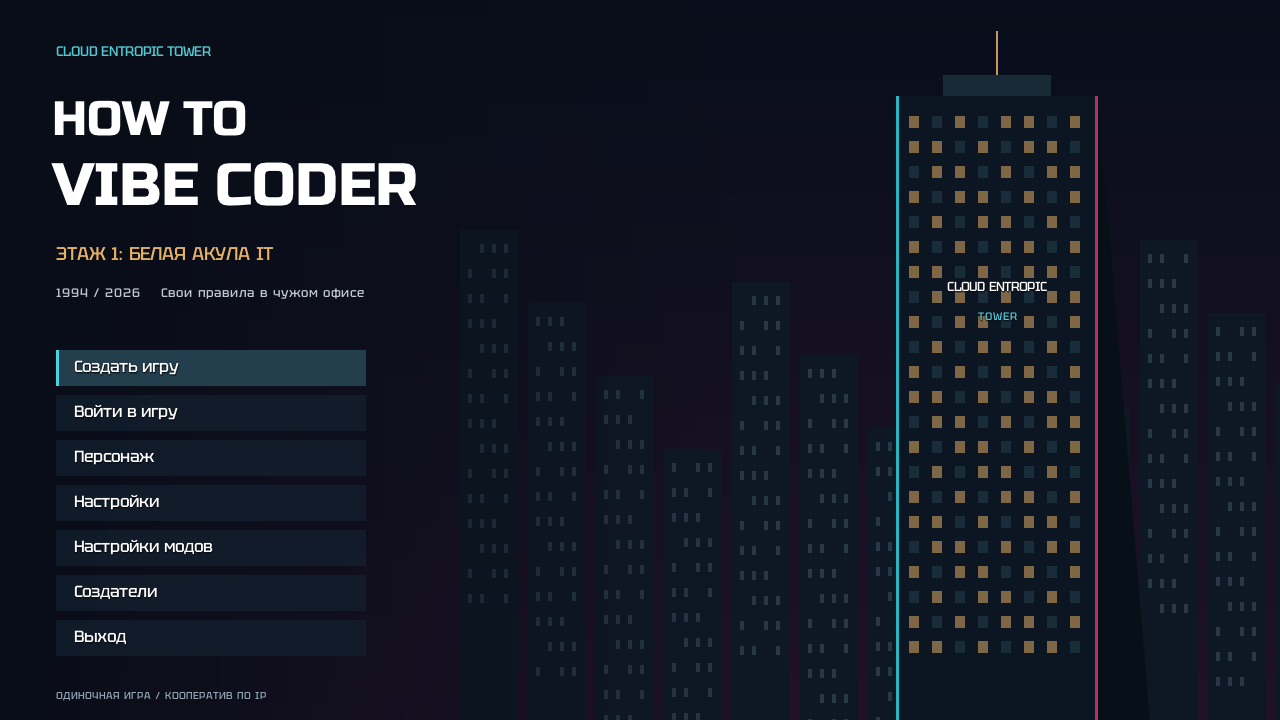 CLOUD ENTROPIC TOWER
HOW TO
VIBE CODER
ЭТАЖ 1: БЕЛАЯ АКУЛА IT
1994 / 2026 Свои правила в чужом офисе
Создать игру
Войти в игру
Персонаж
Настройки
Настройки модов
Создатели
Выход
ОДИНОЧНАЯ ИГРА / КООПЕРАТИВ ПО IP
CLOUD ENTROPIC
TOWER